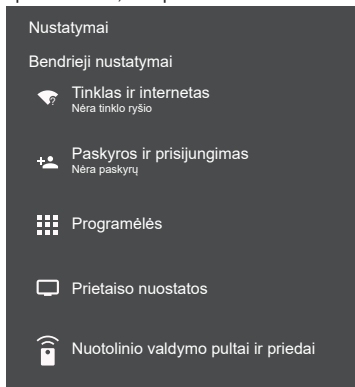 Nustatymai
Bendrieji nustatymai
Tinklas ir internetas
Nėra tinklo ryšio
Paskyros ir prisijungimas
Nėra paskyrų
Programėlės
Prietaiso nuostatos
Nuotolinio valdymo pultai ir priedai